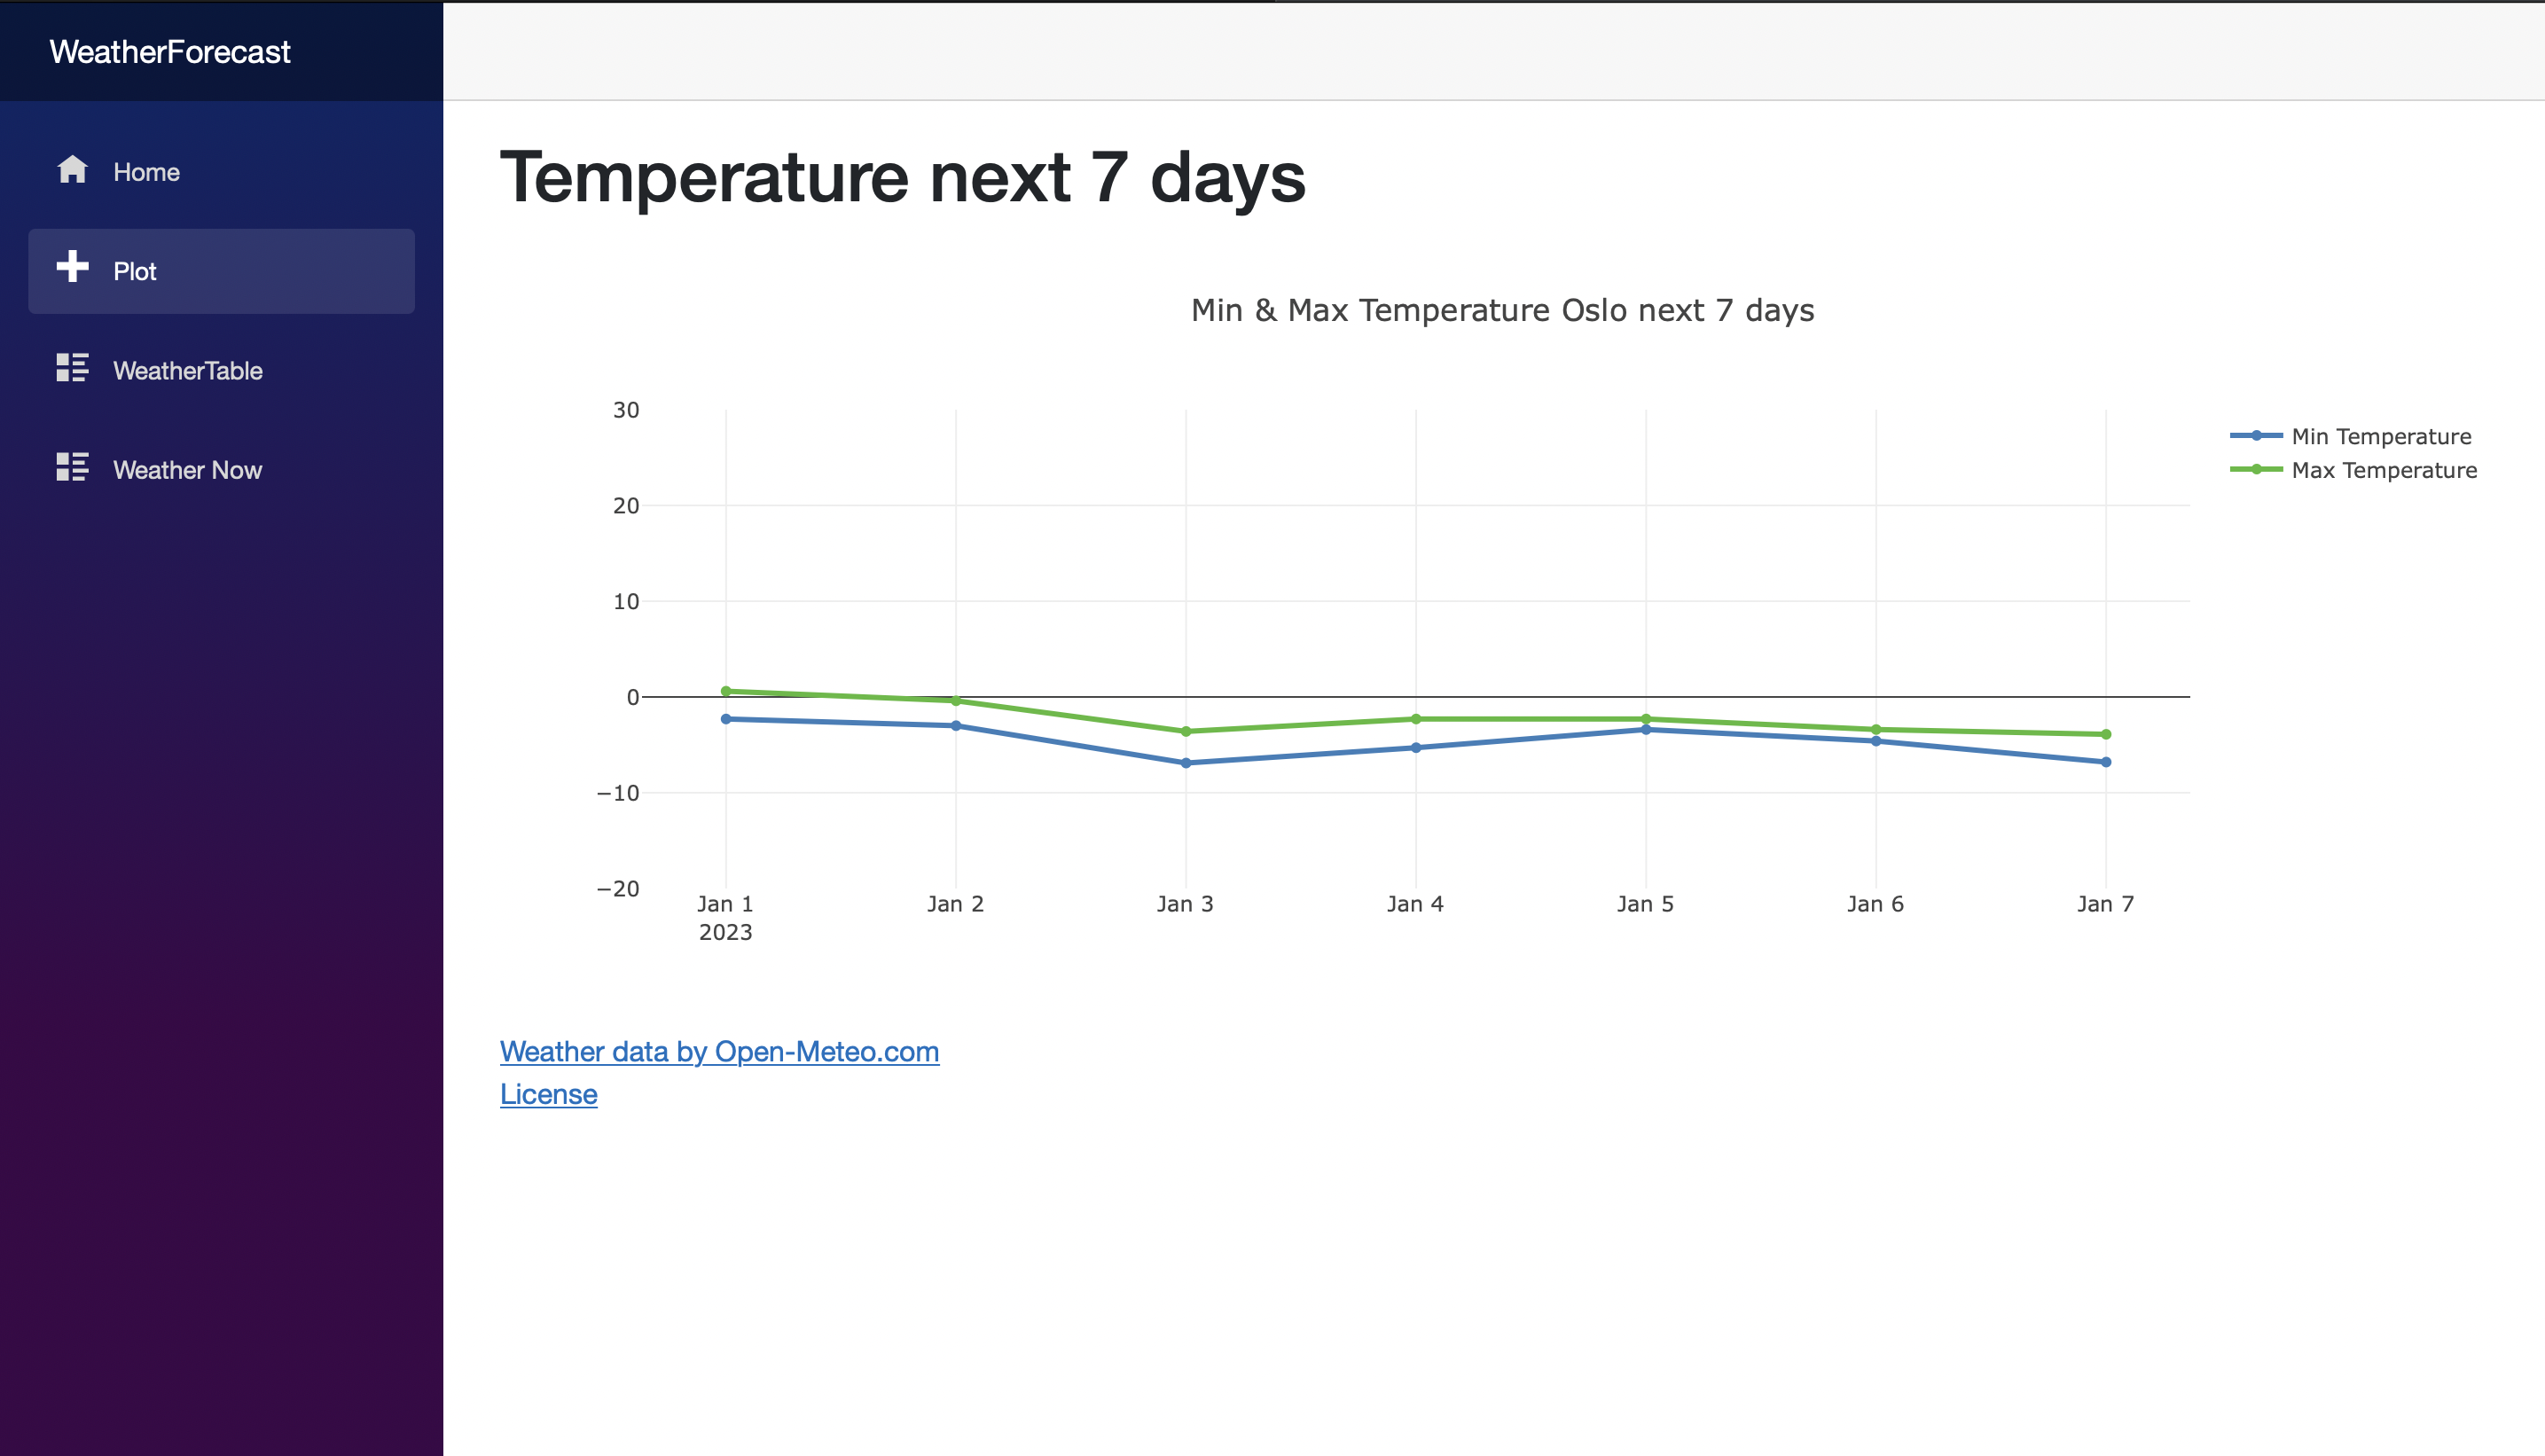 WeatherForecast
Home
Plot
WeatherTable
Weather Now
Temperature next 7 days
Min & Max Temperature Oslo next 7 days
30
20
10
0
−10
−20
Jan 1 Jan 2 Jan 3 Jan 4 Jan 5 Jan 6 Jan 7
2023
Min Temperature
Max Temperature
Weather data by Open-Meteo.com
License